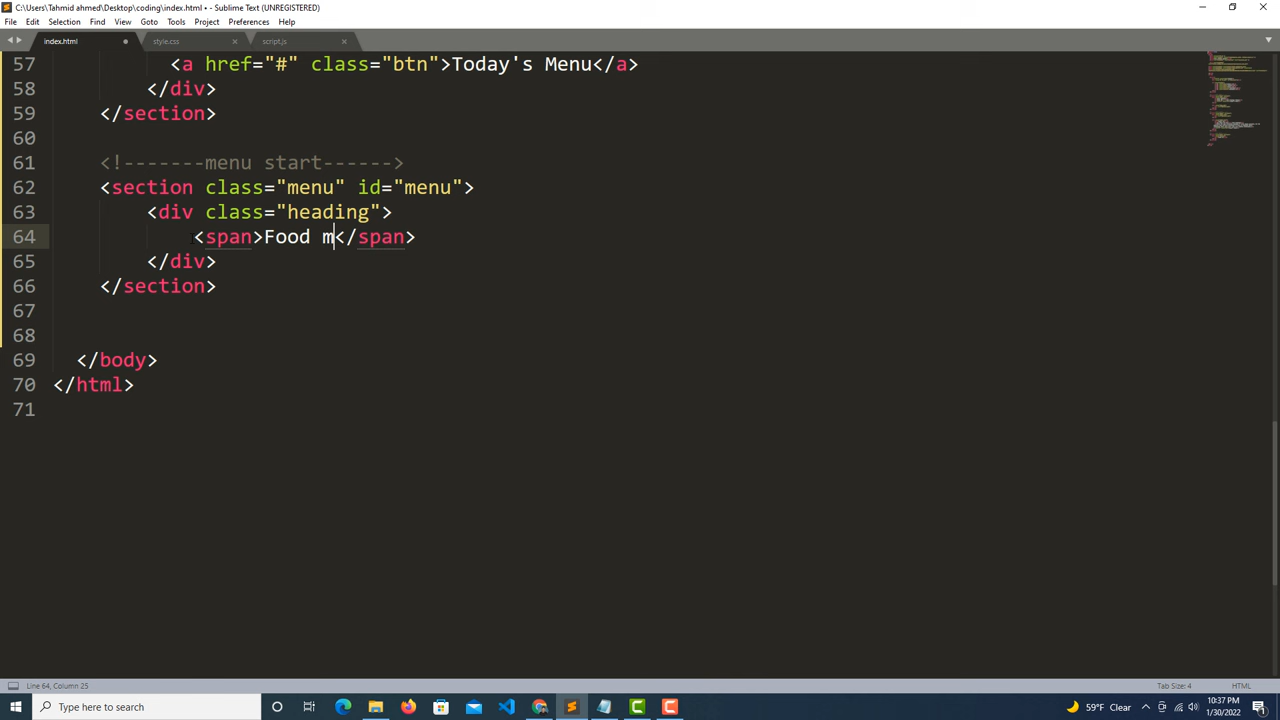 C:\Users\Tahmid ahmed\Desktop\coding\index.html • - Sublime Text (UNREGISTERED)
File Edit Selection Find View Goto Tools Project Preferences Help
index.html style.css script.js
57 <a href="#" class="btn">Today's Menu</a>
58 </div>
59 </section>
60
61 <!-------menu start------>
62 <section class="menu" id="menu">
63 <div class="heading">
64 <span>Food m</span>
65 </div>
66 </section>
67
68
69 </body>
70 </html>
71
Line 64, Column 25 Tab Size: 4 HTML
Type here to search 59°F Clear 10:37 PM
1/30/2022